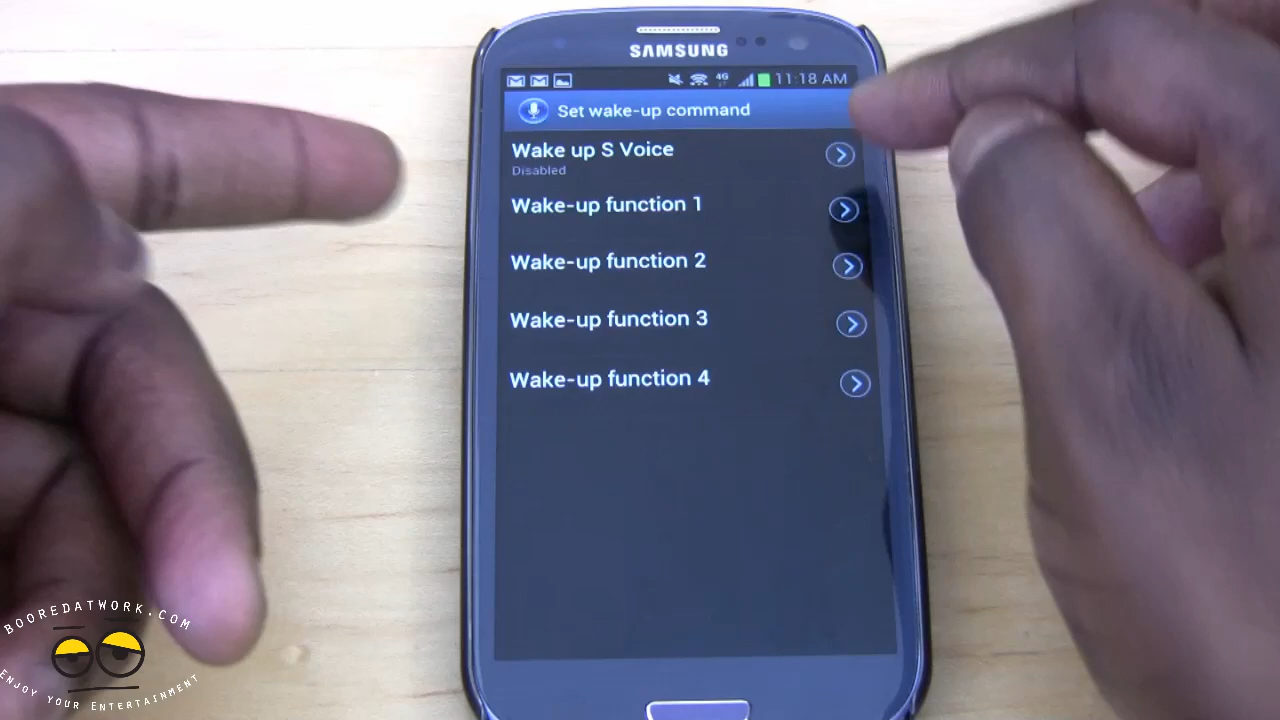 SAMSUNG
4G 11:18 AM
Set wake-up command
Wake up S Voice
Disabled
Wake-up function 1
Wake-up function 2
Wake-up function 3
Wake-up function 4
BOOREDATWORK.COM
ENJOY YOUR ENTERTAINMENT